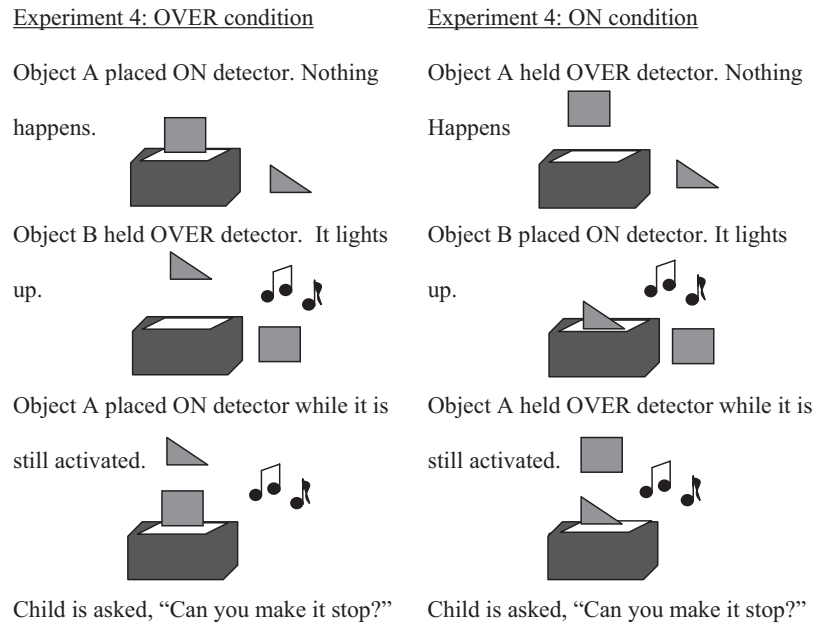 Experiment 4: OVER condition
Object A placed ON detector. Nothing
happens.
Object B held OVER detector. It lights
up.
Object A placed ON detector while it is
still activated.
Child is asked, “Can you make it stop?”
Experiment 4: ON condition
Object A held OVER detector. Nothing
Happens
Object B placed ON detector. It lights
up.
Object A held OVER detector while it is
still activated.
Child is asked, “Can you make it stop?”